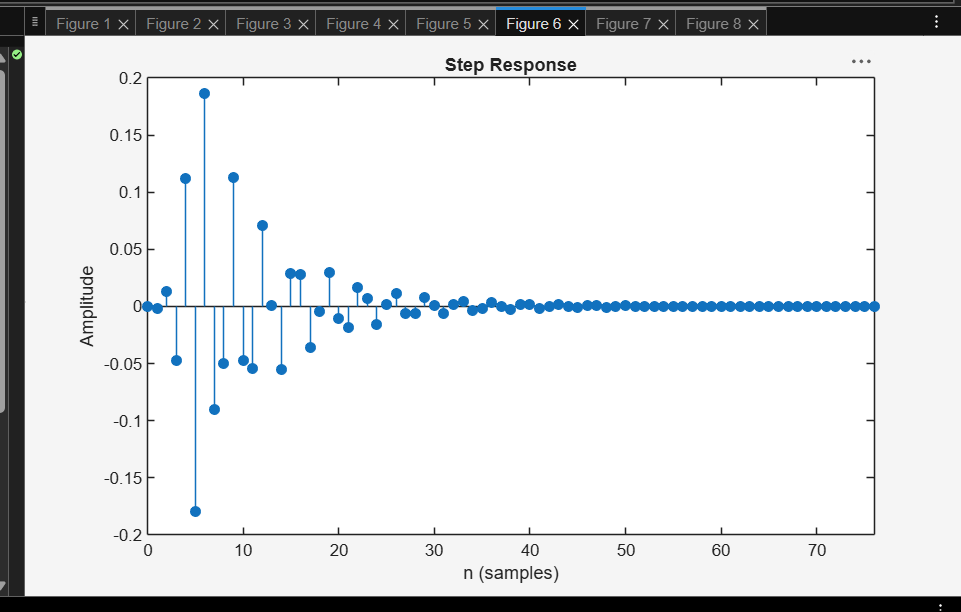 Figure 1 Figure 2 Figure 3 Figure 4 Figure 5 Figure 6 Figure 7 Figure 8
Step Response
0.2
0.15
0.1
0.05
0
-0.05
-0.1
-0.15
-0.2
Amplitude
0 10 20 30 40 50 60 70
n (samples)